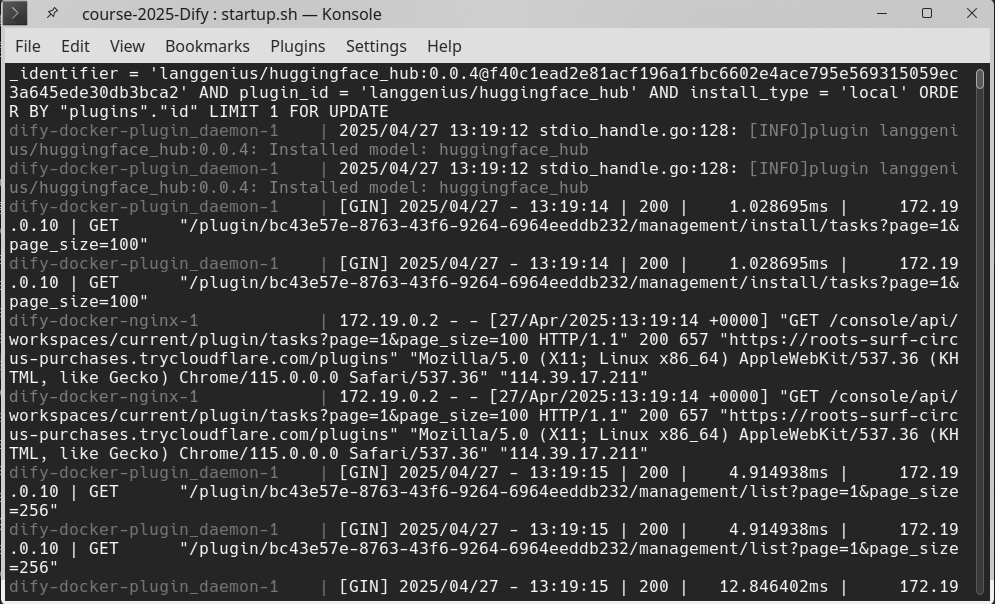 course-2025-Dify : startup.sh — Konsole
File Edit View Bookmarks Plugins Settings Help
_identifier = 'langgenius/huggingface_hub:0.0.4@f40c1ead2e81acf196a1fbc6602e4ace795e569315059ec
3a645ede30db3bca2' AND plugin_id = 'langgenius/huggingface_hub' AND install_type = 'local' ORDE
R BY "plugins"."id" LIMIT 1 FOR UPDATE
dify-docker-plugin_daemon-1    | 2025/04/27 13:19:12 stdio_handle.go:128: [INFO]plugin langgeni
us/huggingface_hub:0.0.4: Installed model: huggingface_hub
dify-docker-plugin_daemon-1    | 2025/04/27 13:19:12 stdio_handle.go:128: [INFO]plugin langgeni
us/huggingface_hub:0.0.4: Installed model: huggingface_hub
dify-docker-plugin_daemon-1    | [GIN] 2025/04/27 - 13:19:14 | 200 |    1.028695ms |     172.19
.0.10 | GET      "/plugin/bc43e57e-8763-43f6-9264-6964eeddb232/management/install/tasks?page=1&
page_size=100"
dify-docker-plugin_daemon-1    | [GIN] 2025/04/27 - 13:19:14 | 200 |    1.028695ms |     172.19
.0.10 | GET      "/plugin/bc43e57e-8763-43f6-9264-6964eeddb232/management/install/tasks?page=1&
page_size=100"
dify-docker-nginx-1            | 172.19.0.2 - - [27/Apr/2025:13:19:14 +0000] "GET /console/api/
workspaces/current/plugin/tasks?page=1&page_size=100 HTTP/1.1" 200 657 "https://roots-surf-circ
us-purchases.trycloudflare.com/plugins" "Mozilla/5.0 (X11; Linux x86_64) AppleWebKit/537.36 (KH
TML, like Gecko) Chrome/115.0.0.0 Safari/537.36" "114.39.17.211"
dify-docker-nginx-1            | 172.19.0.2 - - [27/Apr/2025:13:19:14 +0000] "GET /console/api/
workspaces/current/plugin/tasks?page=1&page_size=100 HTTP/1.1" 200 657 "https://roots-surf-circ
us-purchases.trycloudflare.com/plugins" "Mozilla/5.0 (X11; Linux x86_64) AppleWebKit/537.36 (KH
TML, like Gecko) Chrome/115.0.0.0 Safari/537.36" "114.39.17.211"
dify-docker-plugin_daemon-1    | [GIN] 2025/04/27 - 13:19:15 | 200 |    4.914938ms |     172.19
.0.10 | GET      "/plugin/bc43e57e-8763-43f6-9264-6964eeddb232/management/list?page=1&page_size
=256"
dify-docker-plugin_daemon-1    | [GIN] 2025/04/27 - 13:19:15 | 200 |    4.914938ms |     172.19
.0.10 | GET      "/plugin/bc43e57e-8763-43f6-9264-6964eeddb232/management/list?page=1&page_size
=256"
dify-docker-plugin_daemon-1    | [GIN] 2025/04/27 - 13:19:15 | 200 |   12.846402ms |     172.19